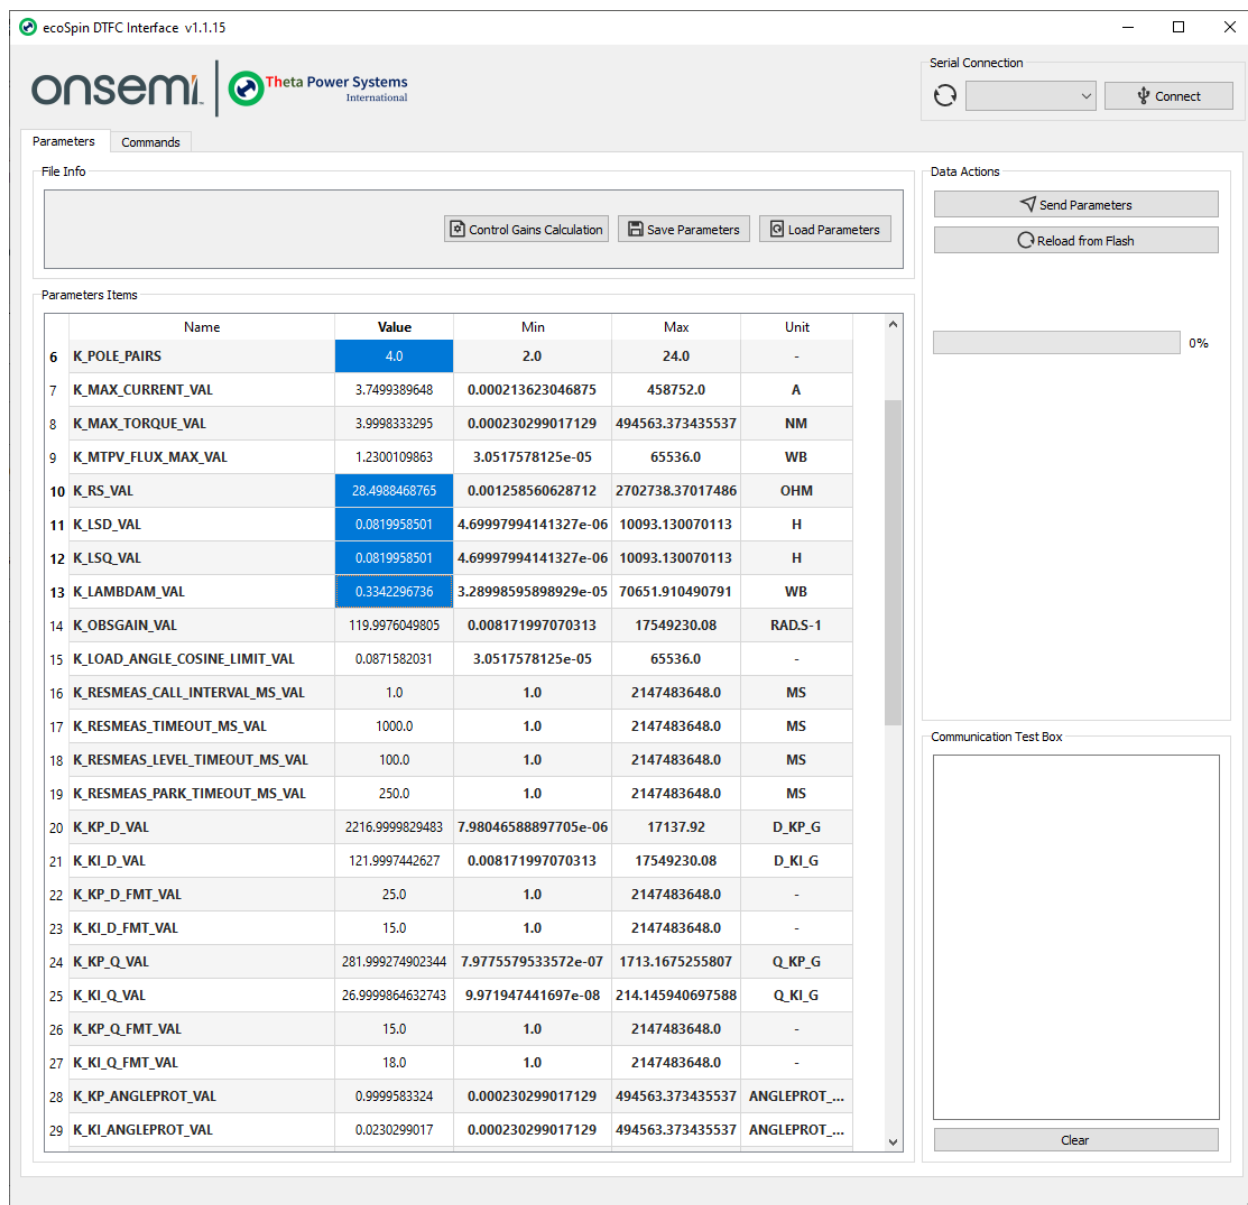 ecoSpin DTFC Interface v1.1.15
onsemi
Theta Power Systems
International
Serial Connection
Connect
Parameters Commands
File Info
Control Gains Calculation Save Parameters Load Parameters
Data Actions
Send Parameters
Reload from Flash
0%
Parameters Items
Name Value Min Max Unit
6 K_POLE_PAIRS 4.0 2.0 24.0 -
7 K_MAX_CURRENT_VAL 3.7499389648 0.000213623046875 458752.0 A
8 K_MAX_TORQUE_VAL 3.9998333295 0.000230299017129 494563.373435537 NM
9 K_MTPV_FLUX_MAX_VAL 1.2300109863 3.0517578125e-05 65536.0 WB
10 K_RS_VAL 28.4988468765 0.001258560628712 2702738.37017486 OHM
11 K_LSD_VAL 0.0819958501 4.69997994141327e-06 10093.130070113 H
12 K_LSQ_VAL 0.0819958501 4.69997994141327e-06 10093.130070113 H
13 K_LAMBDAM_VAL 0.3342296736 3.28998595898929e-05 70651.910490791 WB
14 K_OBSGAIN_VAL 119.9976049805 0.008171997070313 17549230.08 RAD.S-1
15 K_LOAD_ANGLE_COSINE_LIMIT_VAL 0.0871582031 3.0517578125e-05 65536.0 -
16 K_RESMEAS_CALL_INTERVAL_MS_VAL 1.0 1.0 2147483648.0 MS
17 K_RESMEAS_TIMEOUT_MS_VAL 1000.0 1.0 2147483648.0 MS
18 K_RESMEAS_LEVEL_TIMEOUT_MS_VAL 100.0 1.0 2147483648.0 MS
19 K_RESMEAS_PARK_TIMEOUT_MS_VAL 250.0 1.0 2147483648.0 MS
20 K_KP_D_VAL 2216.9999829483 7.98046588897705e-06 17137.92 D_KP_G
21 K_KI_D_VAL 121.9997442627 0.008171997070313 17549230.08 D_KI_G
22 K_KP_D_FMT_VAL 25.0 1.0 2147483648.0 -
23 K_KI_D_FMT_VAL 15.0 1.0 2147483648.0 -
24 K_KP_Q_VAL 281.999274902344 7.9775579533572e-07 1713.1675255807 Q_KP_G
25 K_KI_Q_VAL 26.9999864632743 9.971947441697e-08 214.145940697588 Q_KI_G
26 K_KP_Q_FMT_VAL 15.0 1.0 2147483648.0 -
27 K_KI_Q_FMT_VAL 18.0 1.0 2147483648.0 -
28 K_KP_ANGLEPROT_VAL 0.9999583324 0.000230299017129 494563.373435537 ANGLEPROT_...
29 K_KI_ANGLEPROT_VAL 0.0230299017 0.000230299017129 494563.373435537 ANGLEPROT_...
Communication Test Box
Clear